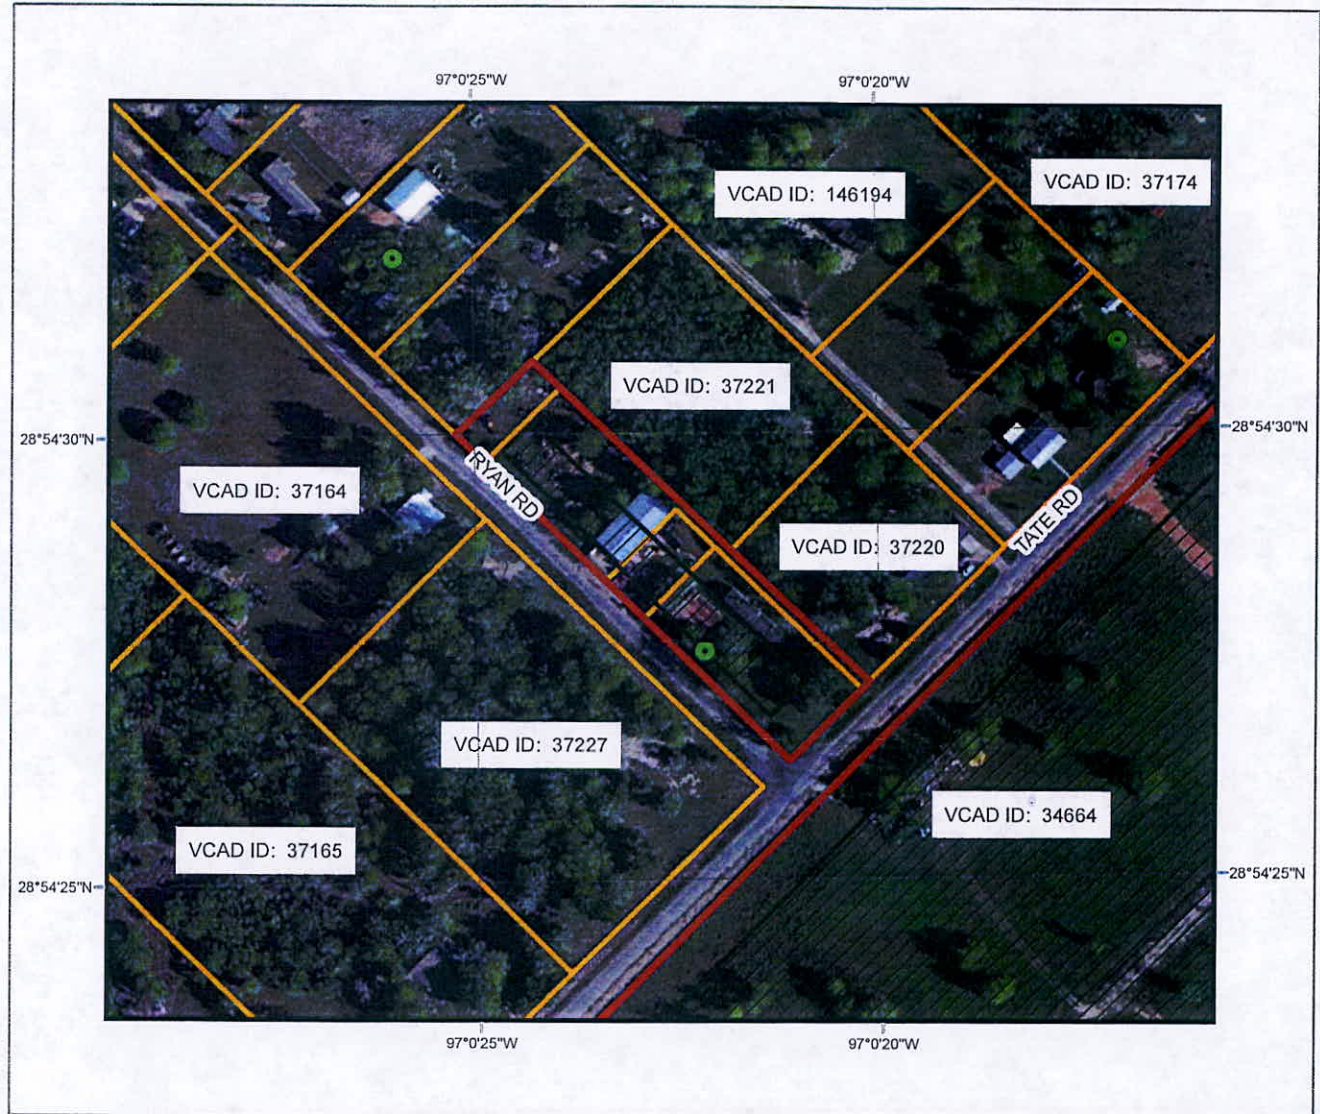 97°0'25"W
97°0'20"W
VCAD ID: 37174
VCAD ID: 146194
VCAD ID: 37221
28°54'30"N
28°54'30"N
RYAN RD
VCAD ID: 37164
TATE RD
VCAD ID: 37220
VCAD ID: 37227
VCAD ID: 34664
VCAD ID: 37165
28°54'25"N
28°54'25"N
97°0'25"W
97°0'20"W